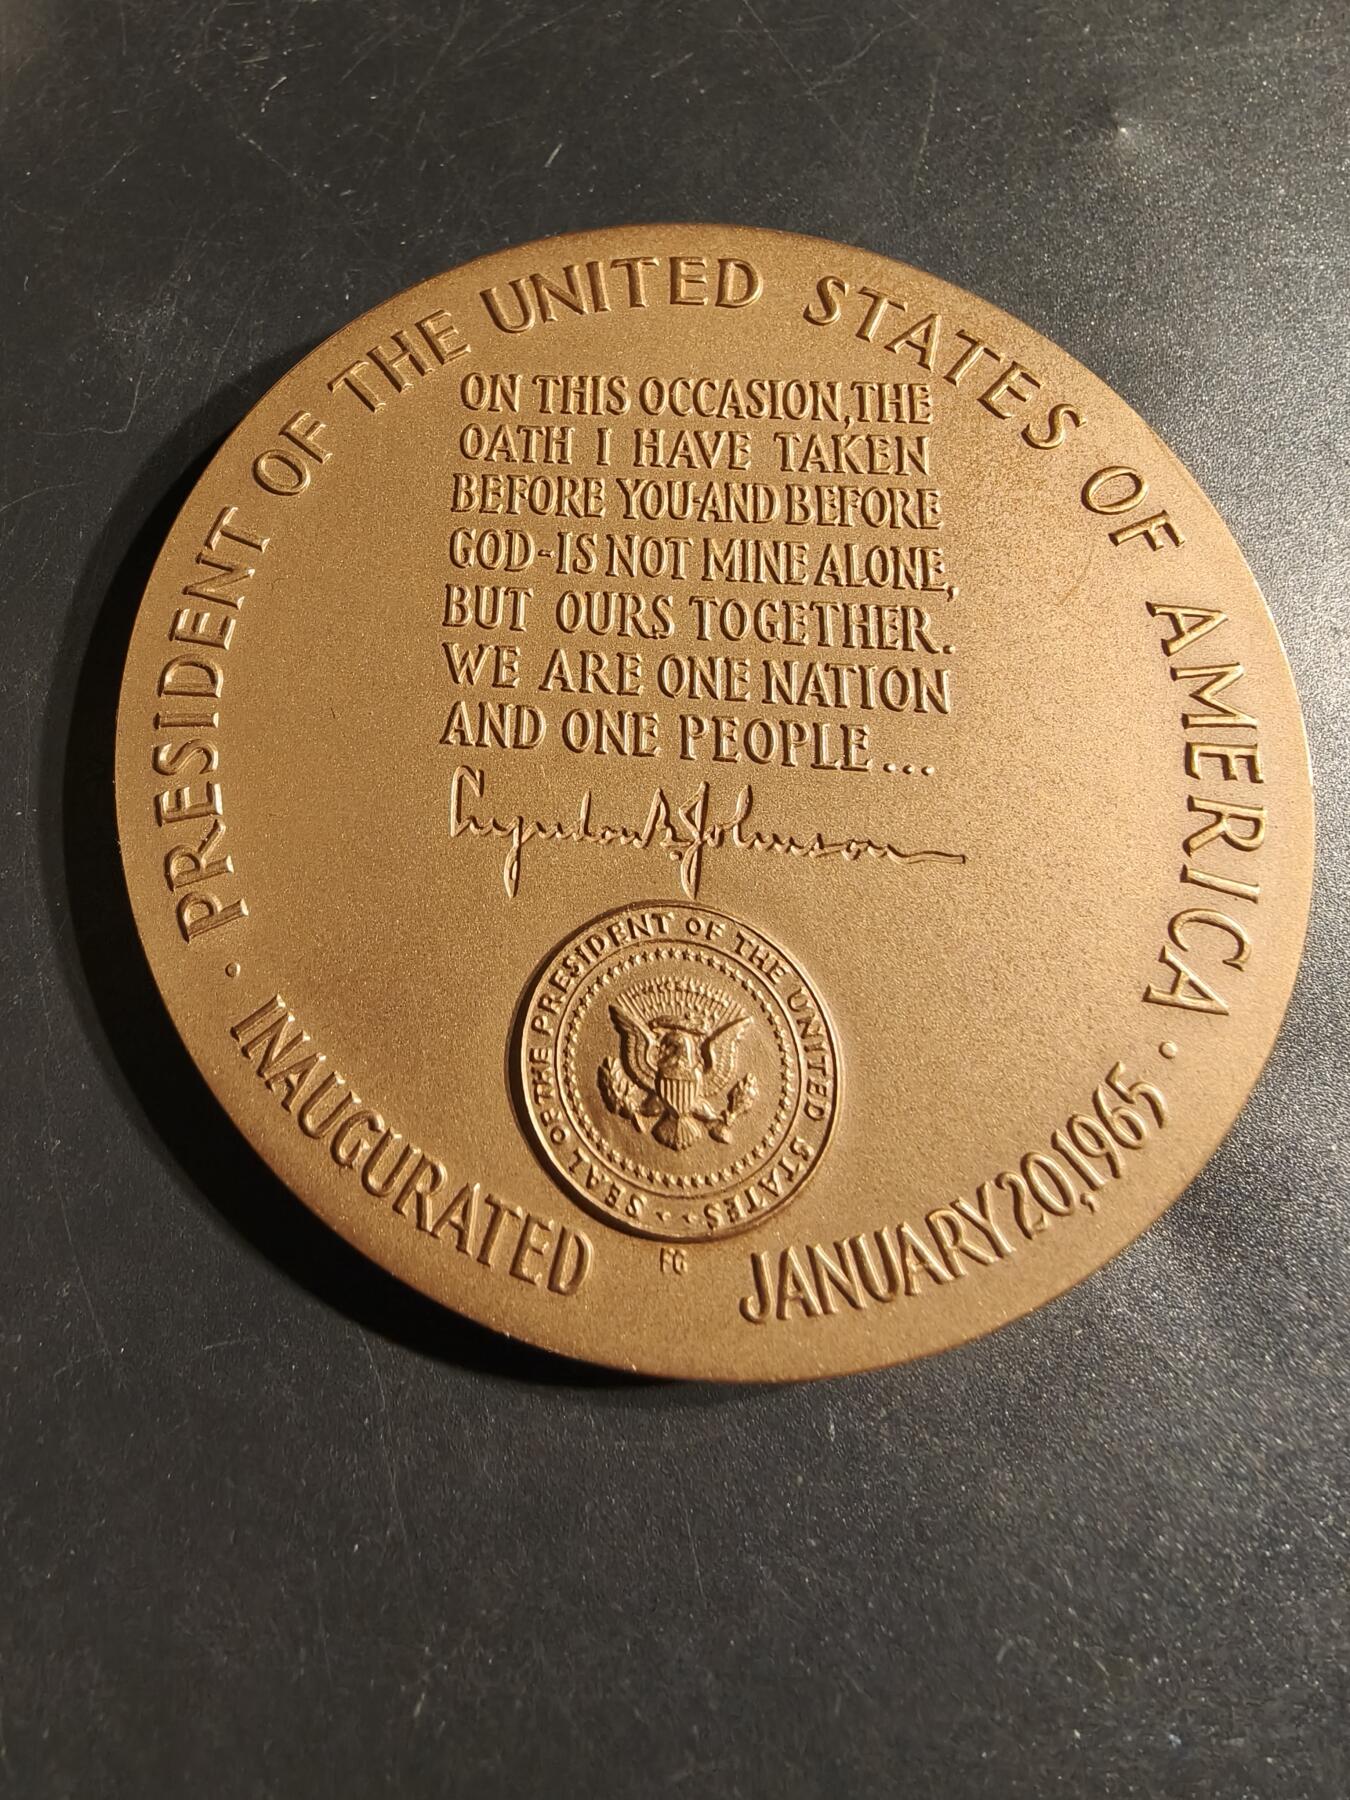 · PRESIDENT OF THE UNITED STATES OF AMERICA ·
ON THIS OCCASION, THE
OATH I HAVE TAKEN
BEFORE YOU-AND BEFORE
GOD-IS NOT MINE ALONE,
BUT OURS TOGETHER.
WE ARE ONE NATION
AND ONE PEOPLE...
Lyndon B. Johnson
SEAL OF THE PRESIDENT OF THE UNITED STATES
FG
INAUGURATED JANUARY 20, 1965